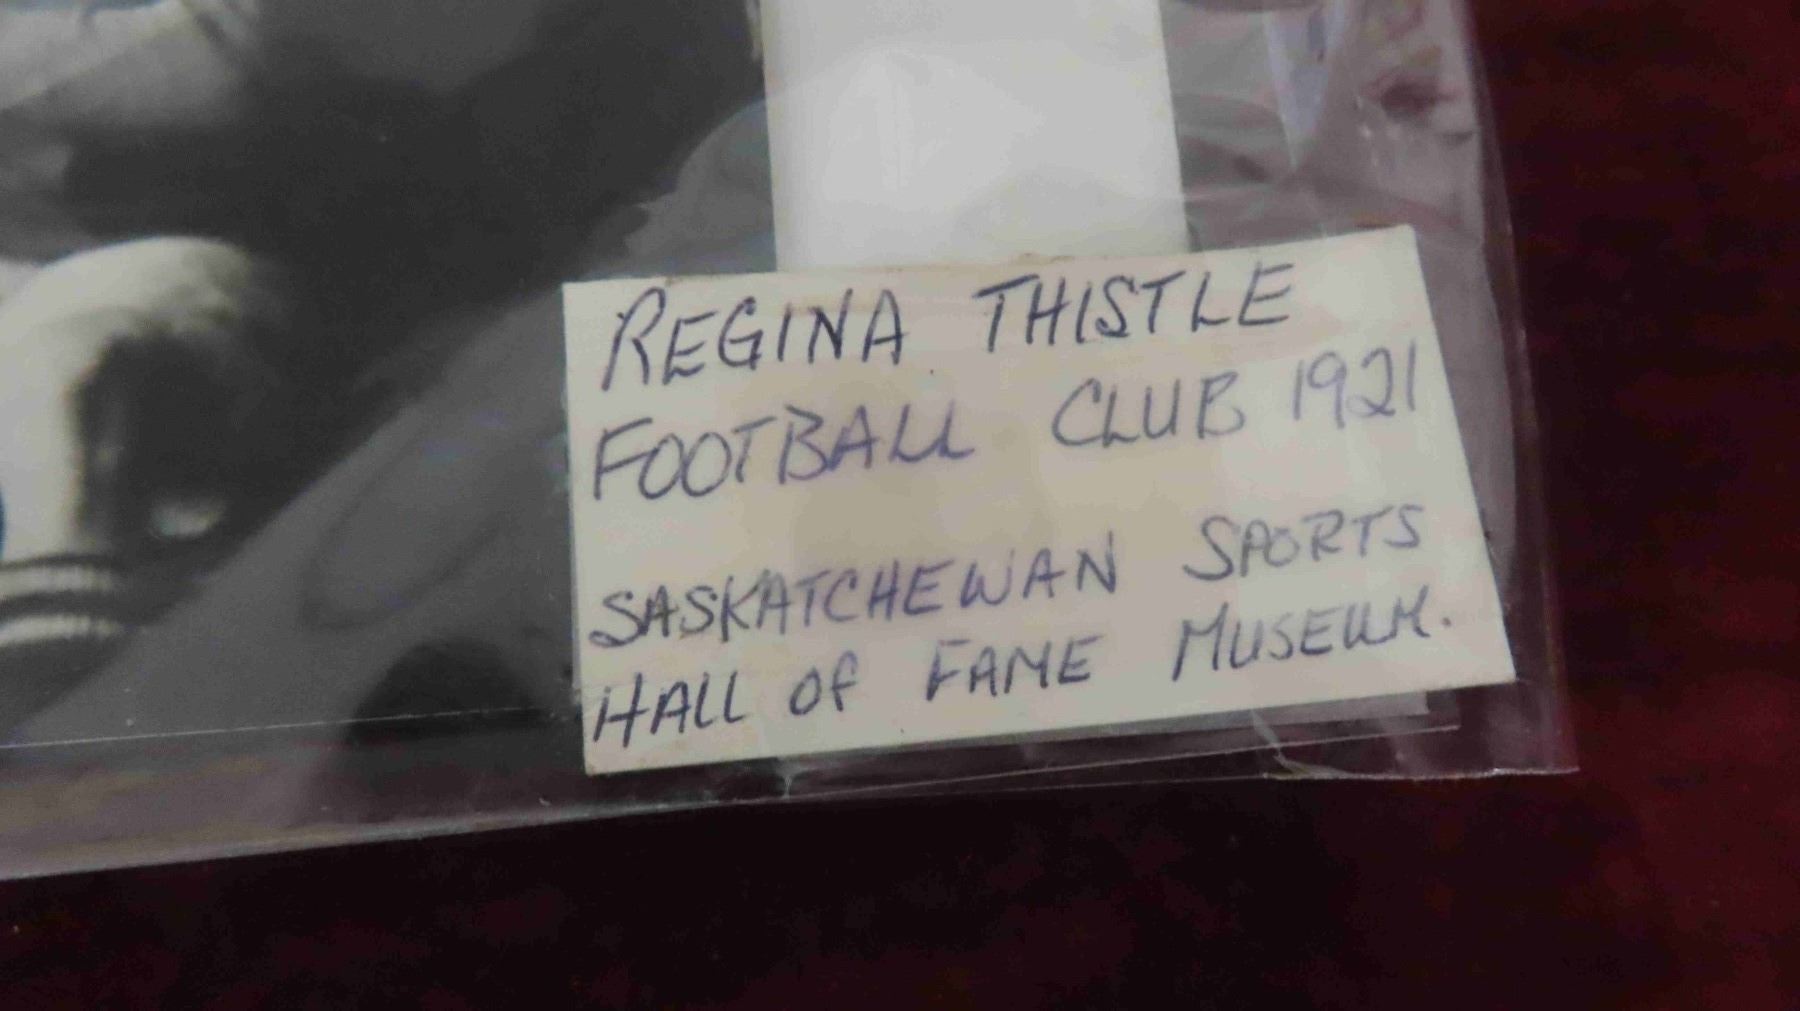 REGINA THISTLE
FOOTBALL CLUB 1921
SASKATCHEWAN SPORTS
HALL OF FAME MUSEUM.